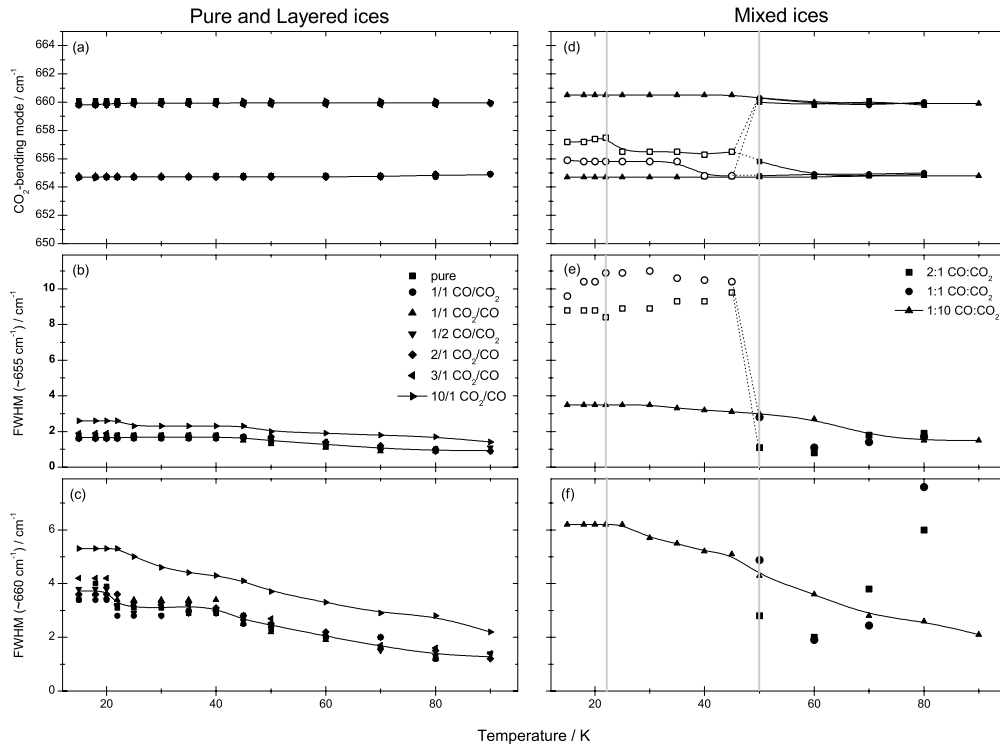 Pure and Layered ices
Mixed ices
(a)
CO2-bending mode / cm-1
664
662
660
658
656
654
652
650
(d)
(b)
FWHM (~655 cm-1) / cm-1
10
8
6
4
2
0
pure
1/1 CO/CO2
1/1 CO2/CO
1/2 CO/CO2
2/1 CO2/CO
3/1 CO2/CO
10/1 CO2/CO
(e)
2:1 CO:CO2
1:1 CO:CO2
1:10 CO:CO2
(c)
FWHM (~660 cm-1) / cm-1
6
4
2
0
20 40 60 80
(f)
20 40 60 80
Temperature / K